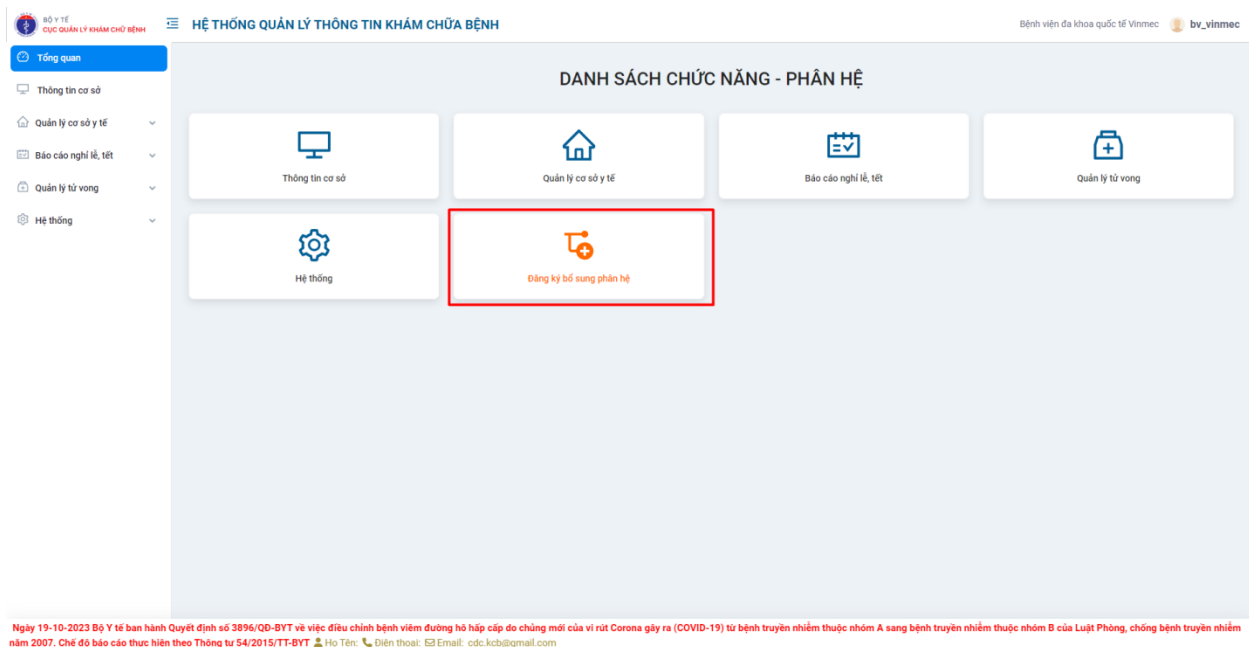 BỘ Y TẾ
CỤC QUẢN LÝ KHÁM CHỮ BỆNH
HỆ THỐNG QUẢN LÝ THÔNG TIN KHÁM CHỮA BỆNH
Bệnh viện đa khoa quốc tế Vinmec
bv_vinmec
Tổng quan
Thông tin cơ sở
Quản lý cơ sở y tế
Báo cáo nghỉ lễ, tết
Quản lý tử vong
Hệ thống
DANH SÁCH CHỨC NĂNG - PHÂN HỆ
Thông tin cơ sở
Quản lý cơ sở y tế
Báo cáo nghỉ lễ, tết
Quản lý tử vong
Hệ thống
Đăng ký bổ sung phân hệ
Ngày 19-10-2023 Bộ Y tế ban hành Quyết định số 3896/QĐ-BYT về việc điều chỉnh bệnh viêm đường hô hấp cấp do chủng mới của vi rút Corona gây ra (COVID-19) từ bệnh truyền nhiễm thuộc nhóm A sang bệnh truyền nhiễm thuộc nhóm B của Luật Phòng, chống bệnh truyền nhiễm
năm 2007. Chế độ báo cáo thực hiện theo Thông tư 54/2015/TT-BYT Họ Tên: Điện thoại: Email: cdc.kcb@gmail.com